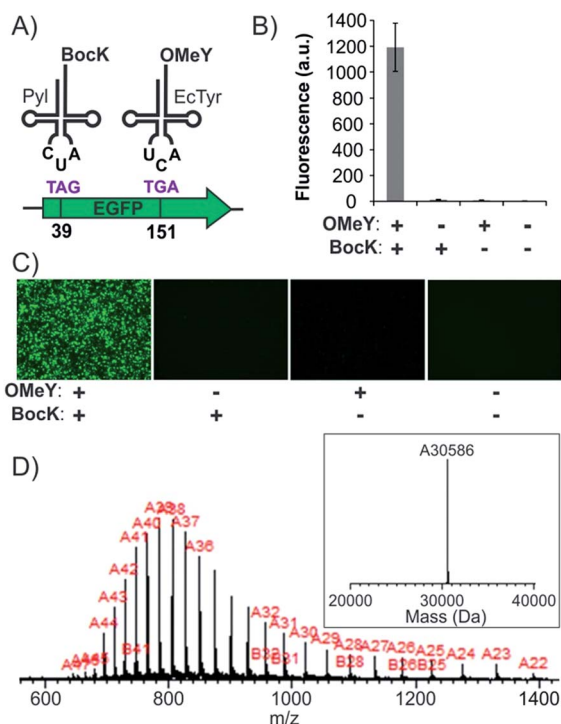 A)
BocK
OMeY
Pyl
EcTyr
C U A
U C A
TAG
TGA
EGFP
39
151
B)
Fluorescence (a.u.)
1400
1200
1000
800
600
400
200
0
OMeY: + - + -
BocK: + + - -
C)
OMeY: + - + -
BocK: + + - -
D)
A30586
20000 30000 40000
Mass (Da)
A38
A40
A37
A41
A36
A42
A43
A32
A44
A31
A30
A29
B41
A28 A27 A26 A25 A24 A23 A22
B32 B31 B28 B26 B25
600 800 1000 1200 1400
m/z